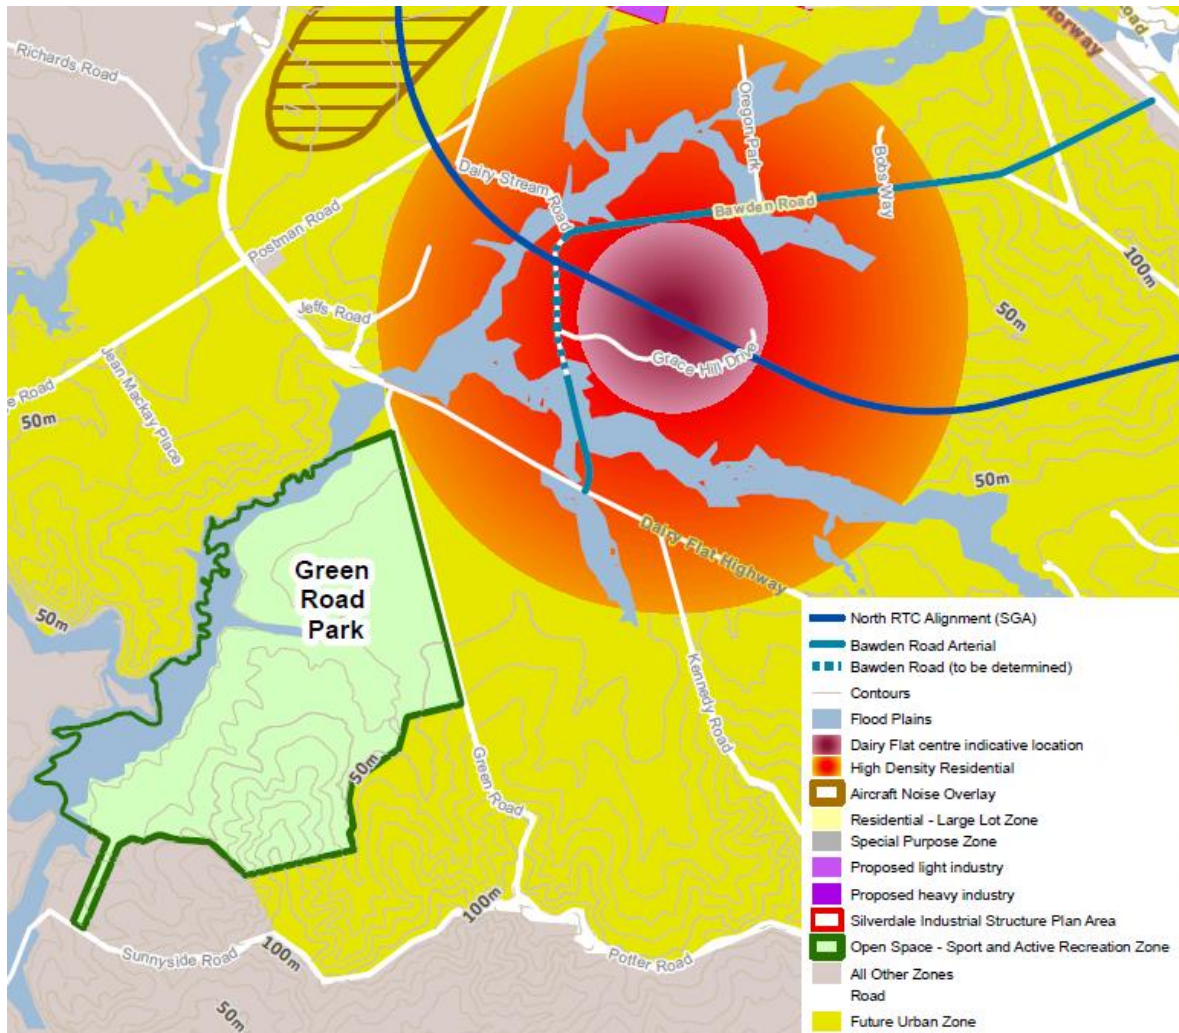 torway
Road
Richards Road
Oregon Park
Dairy Stream Road
Bobs Way
Bawden Road
Postman Road
100m
50m
Jeffs Road
Grace Hill Drive
Jean Mackay Place
Road
50m
50m
Green
Road
Park
Dairy Flat Highway
50m
Kennedy Road
50m
Green Road
100m
Sunnyside Road
100m
Potter Road
50m
North RTC Alignment (SGA)
Bawden Road Arterial
Bawden Road (to be determined)
Contours
Flood Plains
Dairy Flat centre indicative location
High Density Residential
Aircraft Noise Overlay
Residential - Large Lot Zone
Special Purpose Zone
Proposed light industry
Proposed heavy industry
Silverdale Industrial Structure Plan Area
Open Space - Sport and Active Recreation Zone
All Other Zones
Road
Future Urban Zone